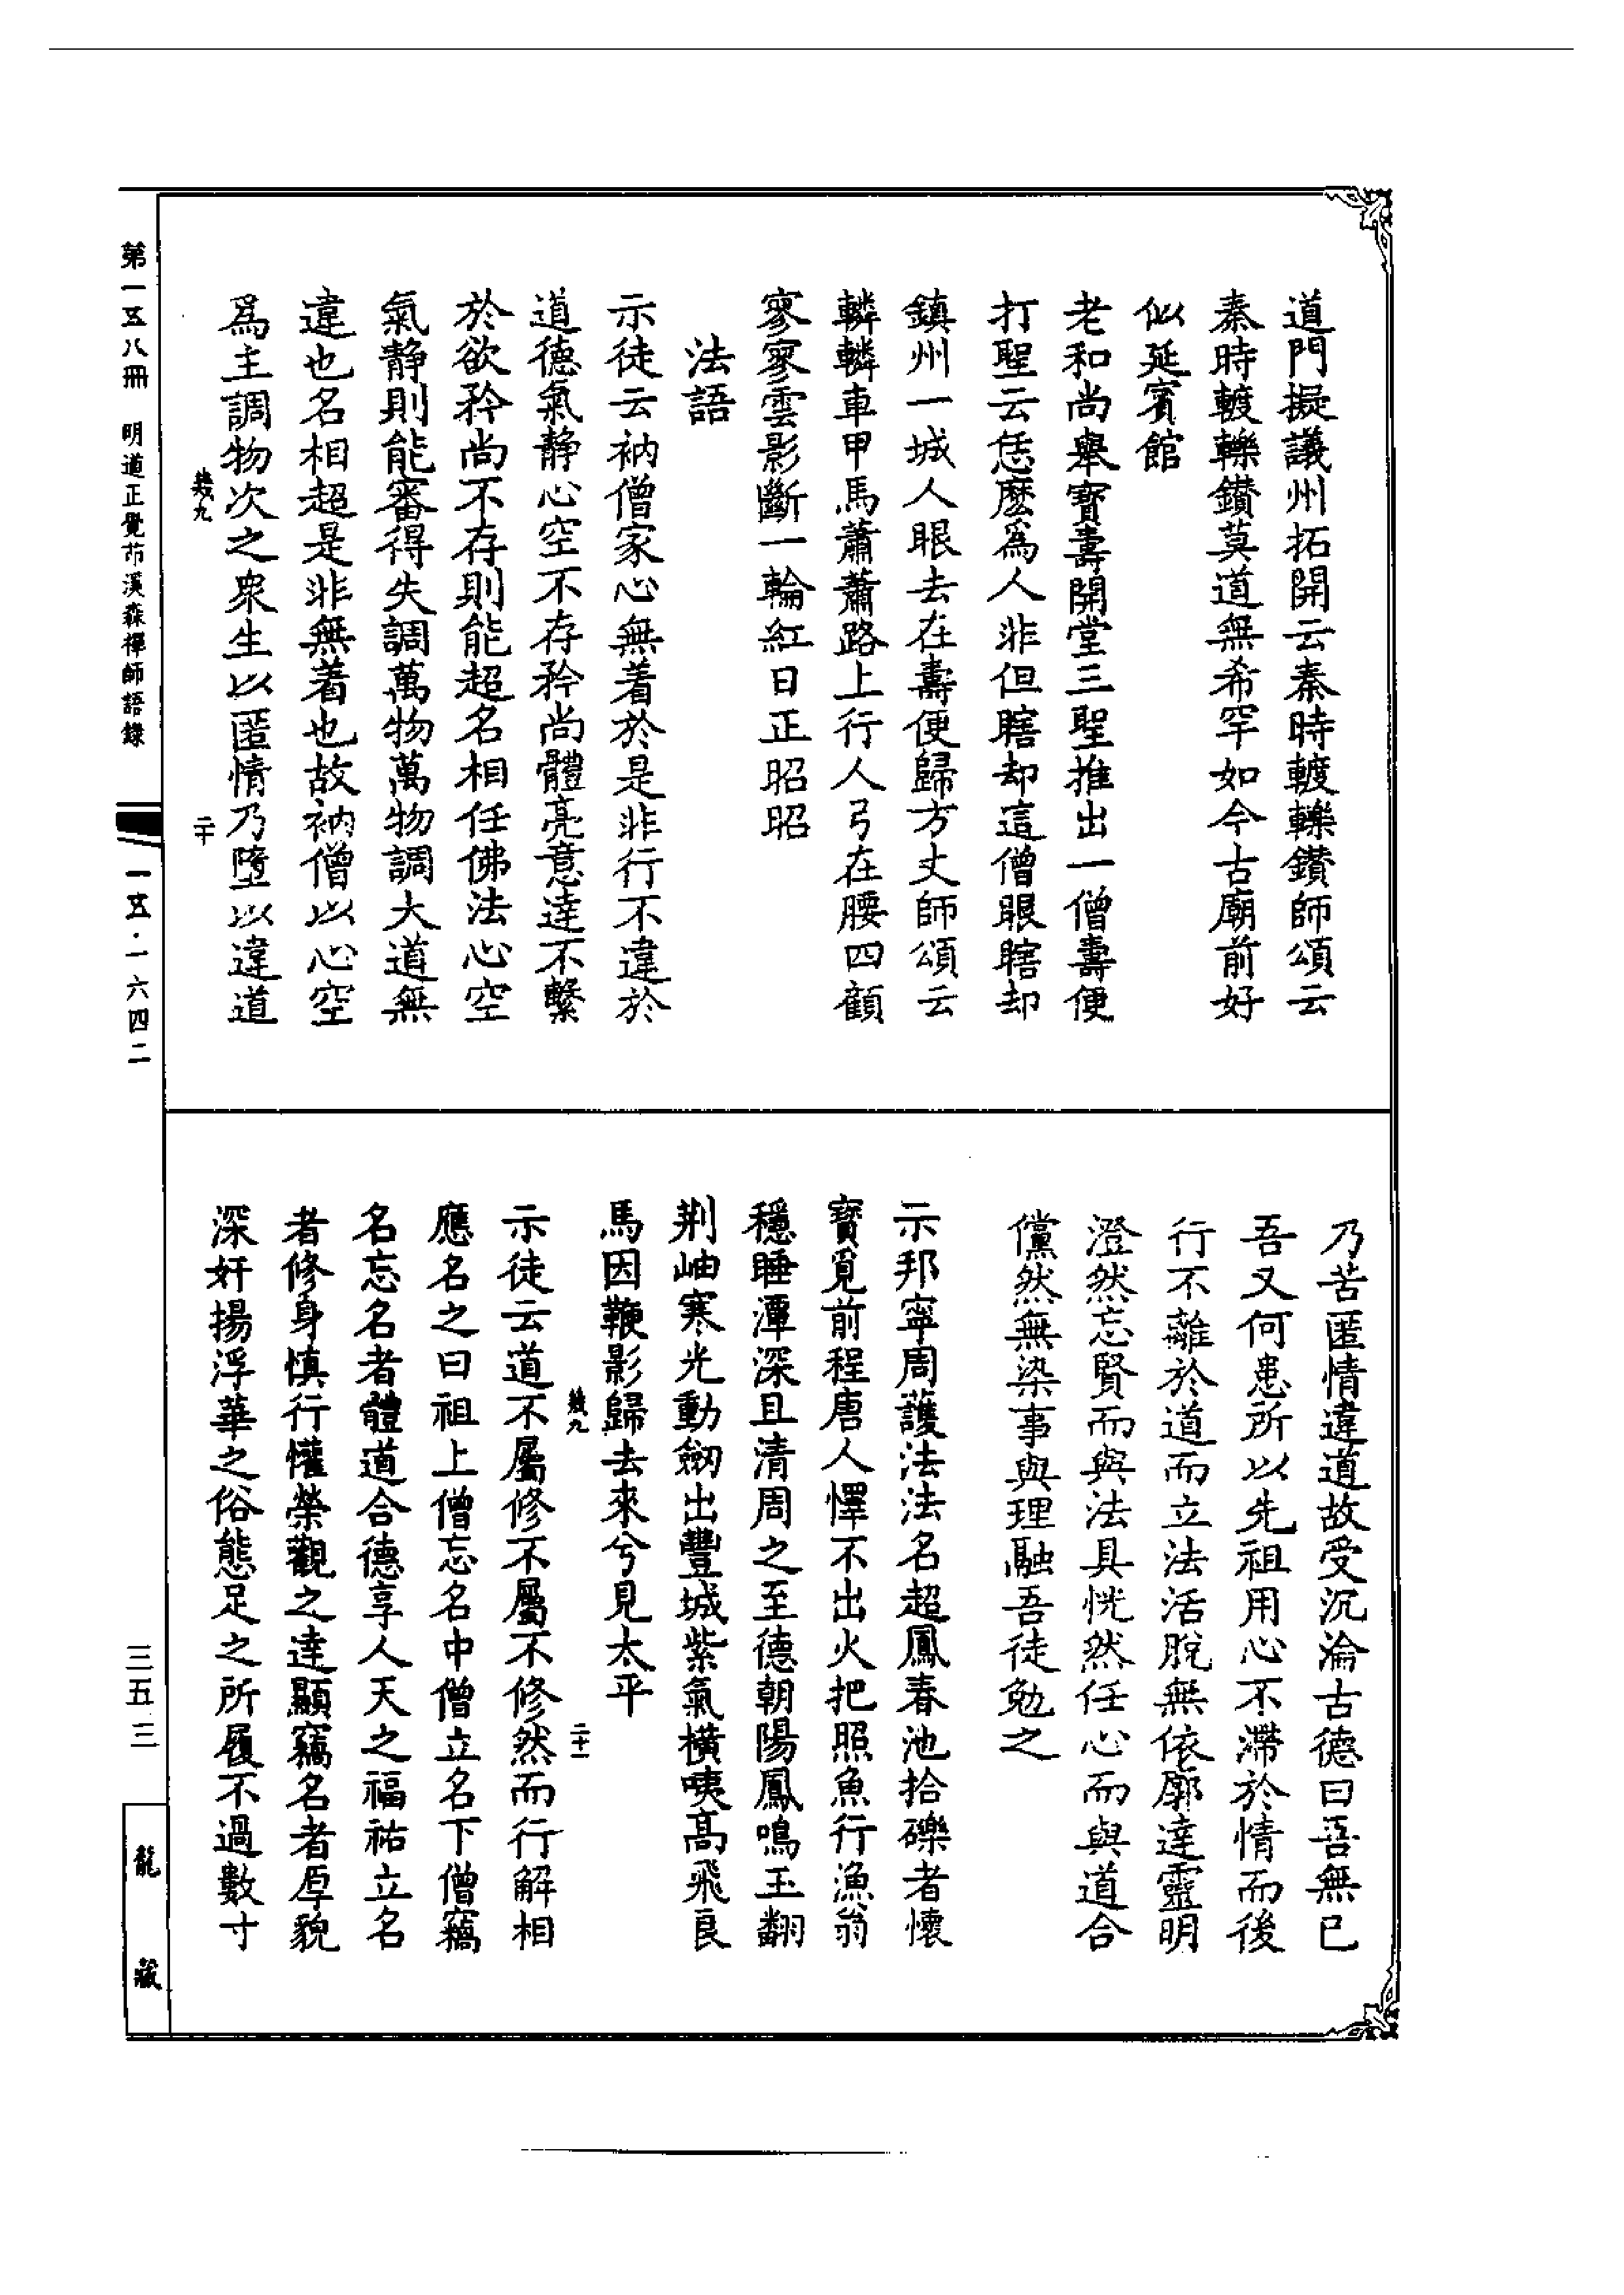 道門擬議州拓開云秦時𨍏轢鑽師頌云
秦時𨍏轢鑽莫道無希罕如今古廟前好
似延賓館
老和尚舉寶壽開堂三聖推出一僧壽便
打聖云恁麽爲人非但瞎却這僧眼瞎却
鎮州一城人眼去在壽便歸方丈師頌云
轔轔車甲馬蕭蕭路上行人弓在腰四顧
寥寥雲影斷一輪紅日正昭昭
法語
示徒云衲僧家心無着於是非行不違於
道德氣靜心空不存矜尚體亮意達不繫
於欲矜尚不存則能超名相任佛法心空
氣靜則能審得失調萬物萬物調大道無
違也名相超是非無着也故衲僧以心空
爲主調物次之衆生以匿情乃墮以違道
幾九
二十
乃苦匿情違道故受沉淪古德曰吾無已
吾又何患所以先祖用心不滯於情而後
行不離於道而立法活脫無依廓達靈明
澄然忘賢而與法具恍然任心而與道合
儻然無染事與理融吾徒勉之
示邦寧周護法法名超鳳春池拾礫者懷
寶覓前程唐人懌不出火把照魚行漁翁
穩睡潭深且清周之至德朝陽鳳鳴玉翻
荆岫寒光動劒出豐城紫氣橫咦高飛良
馬因鞭影歸去來兮見太平
幾九
二十一
示徒云道不屬修不屬不修然而行解相
應名之曰祖上僧忘名中僧立名下僧竊
名忘名者體道合德享人天之福祐立名
者修身慎行懼榮觀之達顯竊名者厚貌
深奸揚浮華之俗態足之所履不過數寸
第一五八冊　明道正覺茆溪森禪師語錄
一五·一六四二
三五三
龍藏